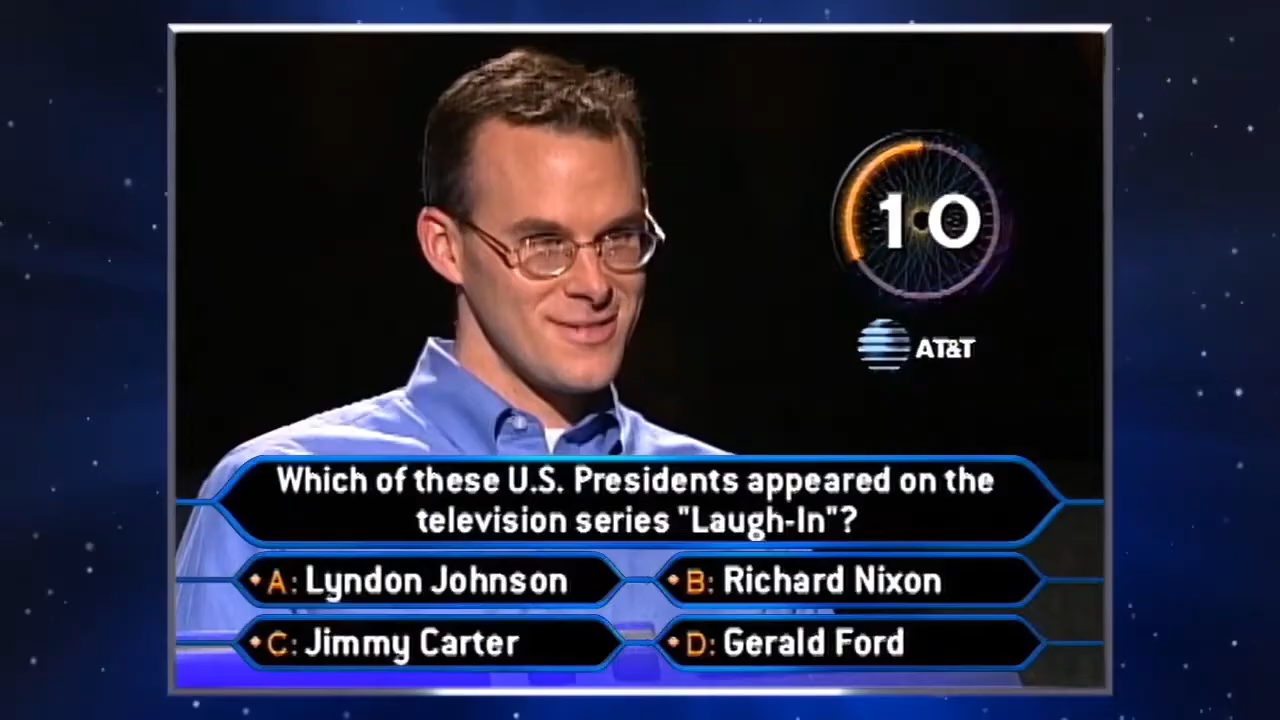 10
AT&T
Which of these U.S. Presidents appeared on the
television series "Laugh-In"?
A: Lyndon Johnson
B: Richard Nixon
C: Jimmy Carter
D: Gerald Ford